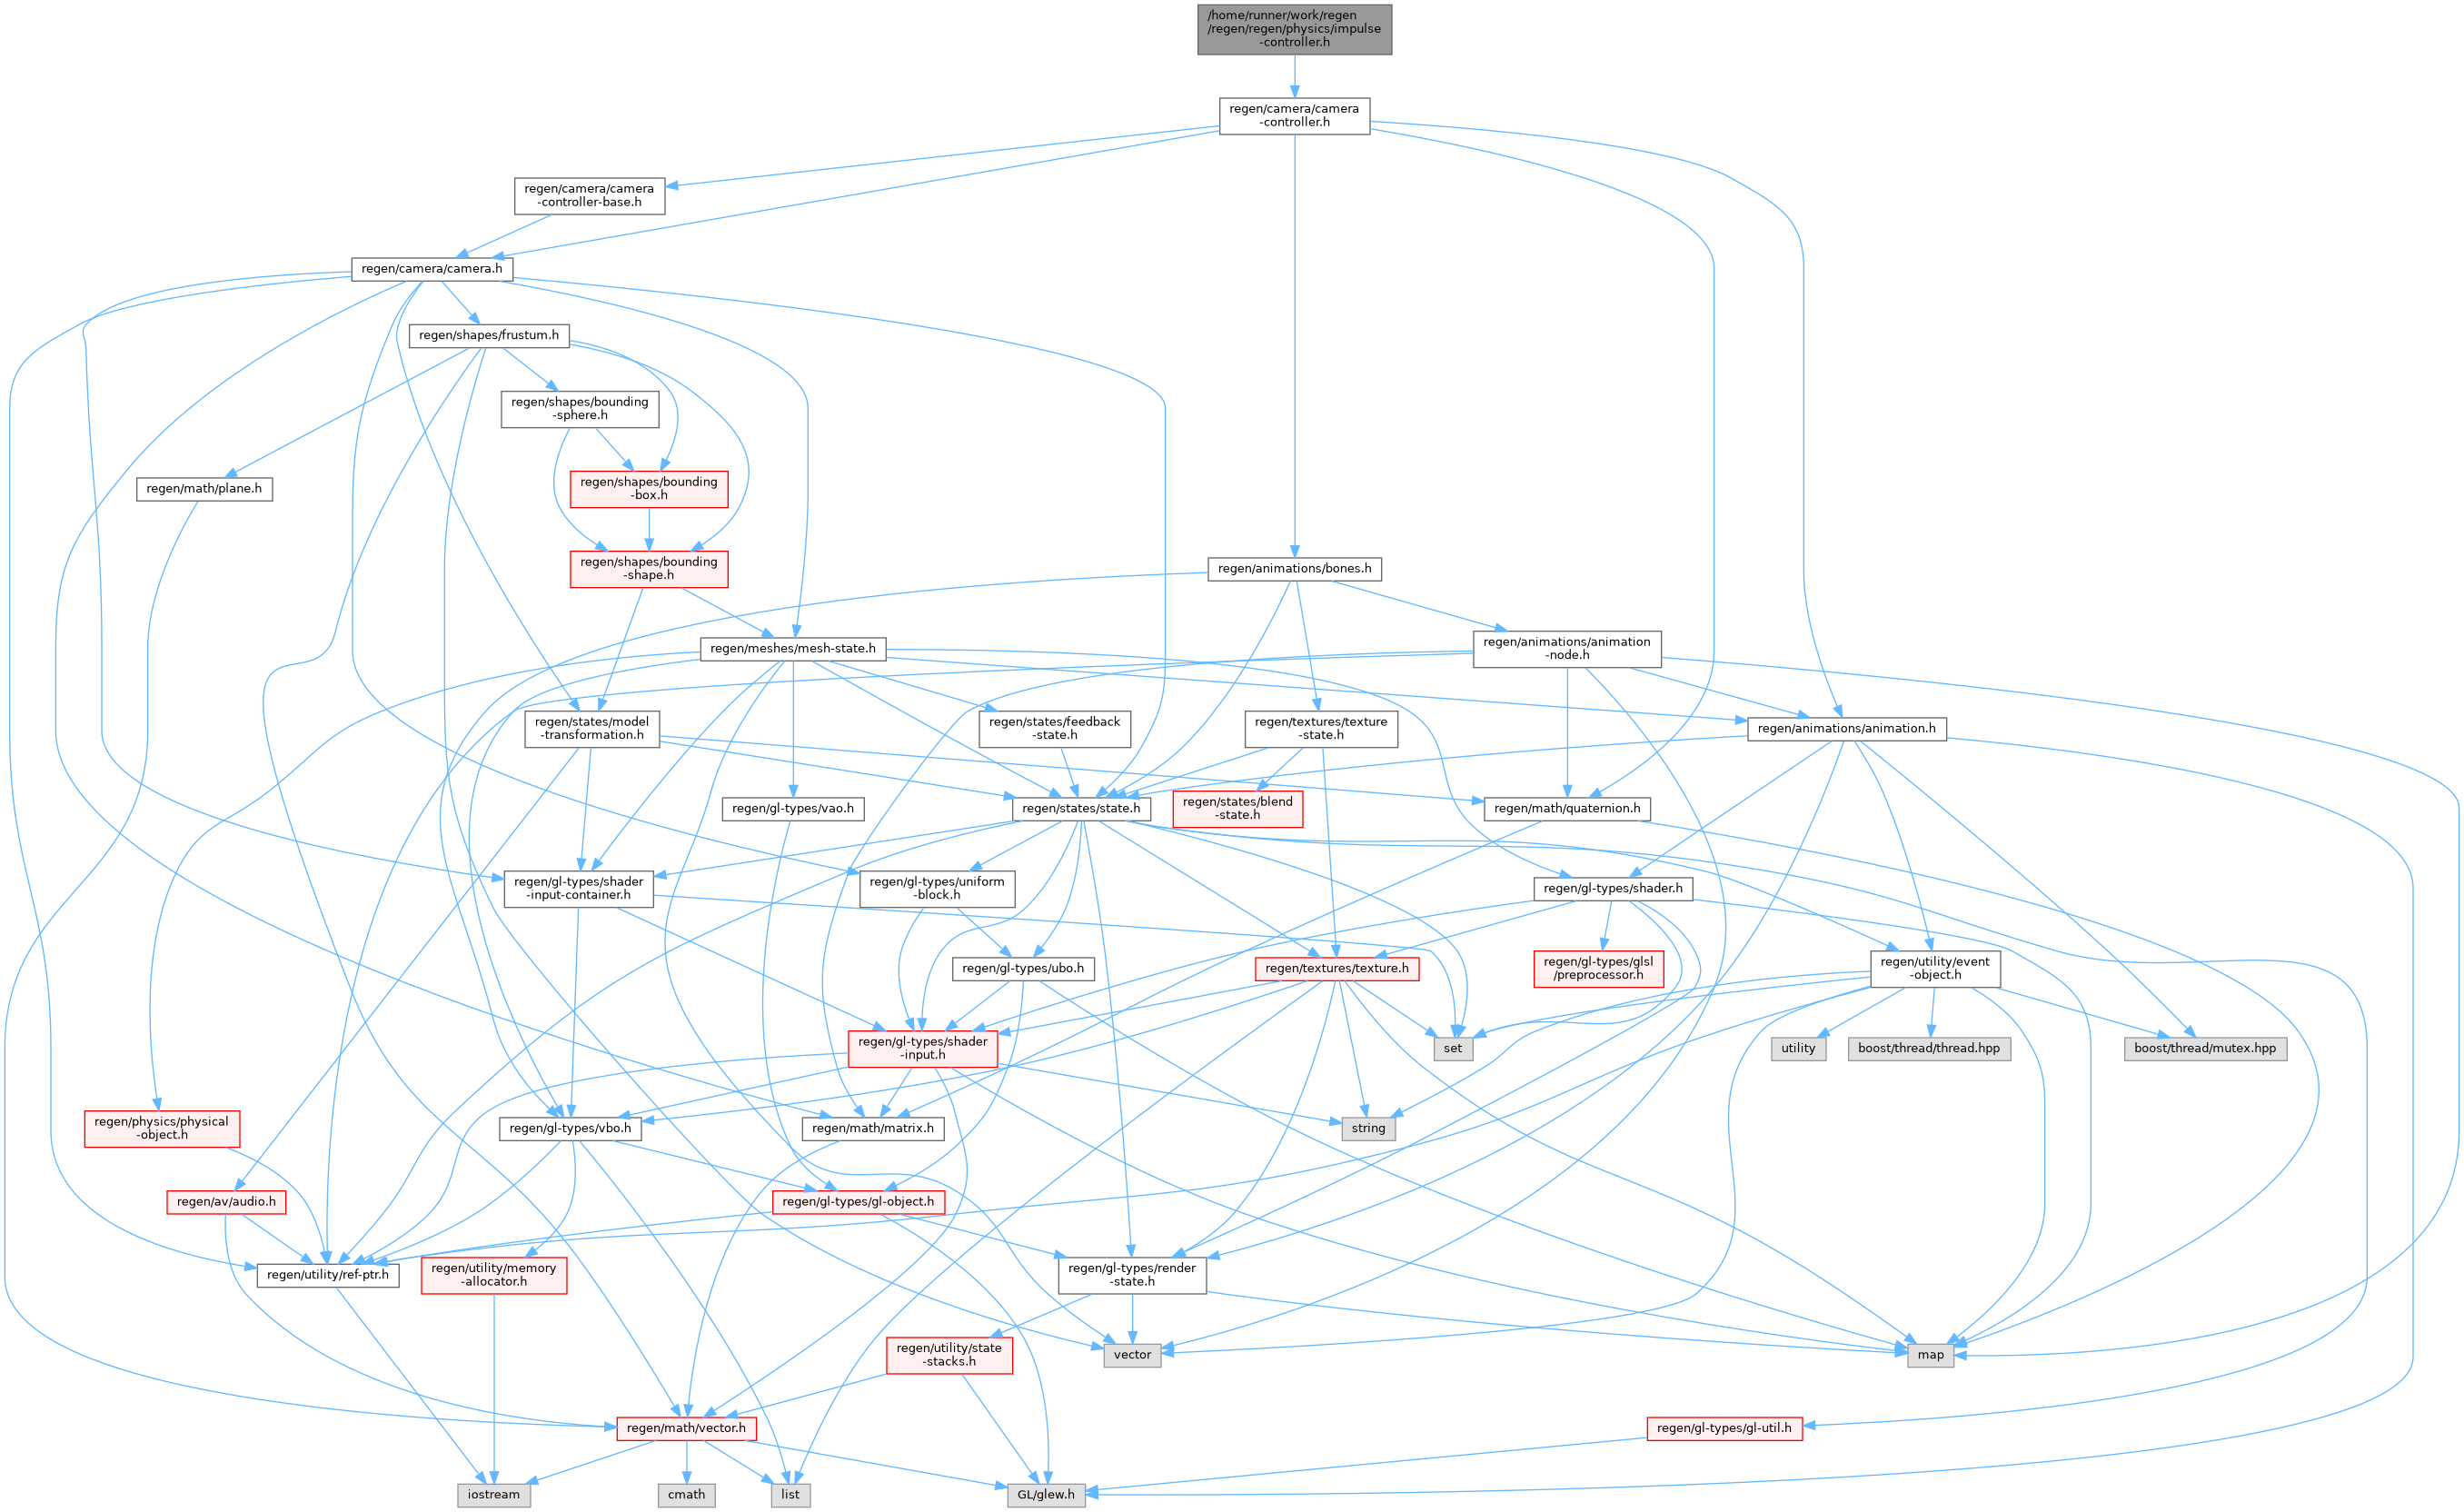 /home/runner/work/regen
/regen/regen/physics/impulse
-controller.h
regen/camera/camera
-controller.h
regen/camera/camera
-controller-base.h
regen/camera/camera.h
regen/shapes/frustum.h
regen/shapes/bounding
-sphere.h
regen/math/plane.h
regen/shapes/bounding
-box.h
regen/shapes/bounding
-shape.h
regen/animations/bones.h
regen/meshes/mesh-state.h
regen/animations/animation
-node.h
regen/states/model
-transformation.h
regen/states/feedback
-state.h
regen/textures/texture
-state.h
regen/animations/animation.h
regen/gl-types/vao.h
regen/states/state.h
regen/states/blend
-state.h
regen/math/quaternion.h
regen/gl-types/shader
-input-container.h
regen/gl-types/uniform
-block.h
regen/gl-types/shader.h
regen/gl-types/ubo.h
regen/textures/texture.h
regen/gl-types/glsl
/preprocessor.h
regen/utility/event
-object.h
regen/gl-types/shader
-input.h
set
utility
boost/thread/thread.hpp
boost/thread/mutex.hpp
regen/physics/physical
-object.h
regen/gl-types/vbo.h
regen/math/matrix.h
string
regen/av/audio.h
regen/gl-types/gl-object.h
regen/utility/ref-ptr.h
regen/utility/memory
-allocator.h
regen/gl-types/render
-state.h
regen/utility/state
-stacks.h
vector
map
regen/math/vector.h
regen/gl-types/gl-util.h
iostream
cmath
list
GL/glew.h